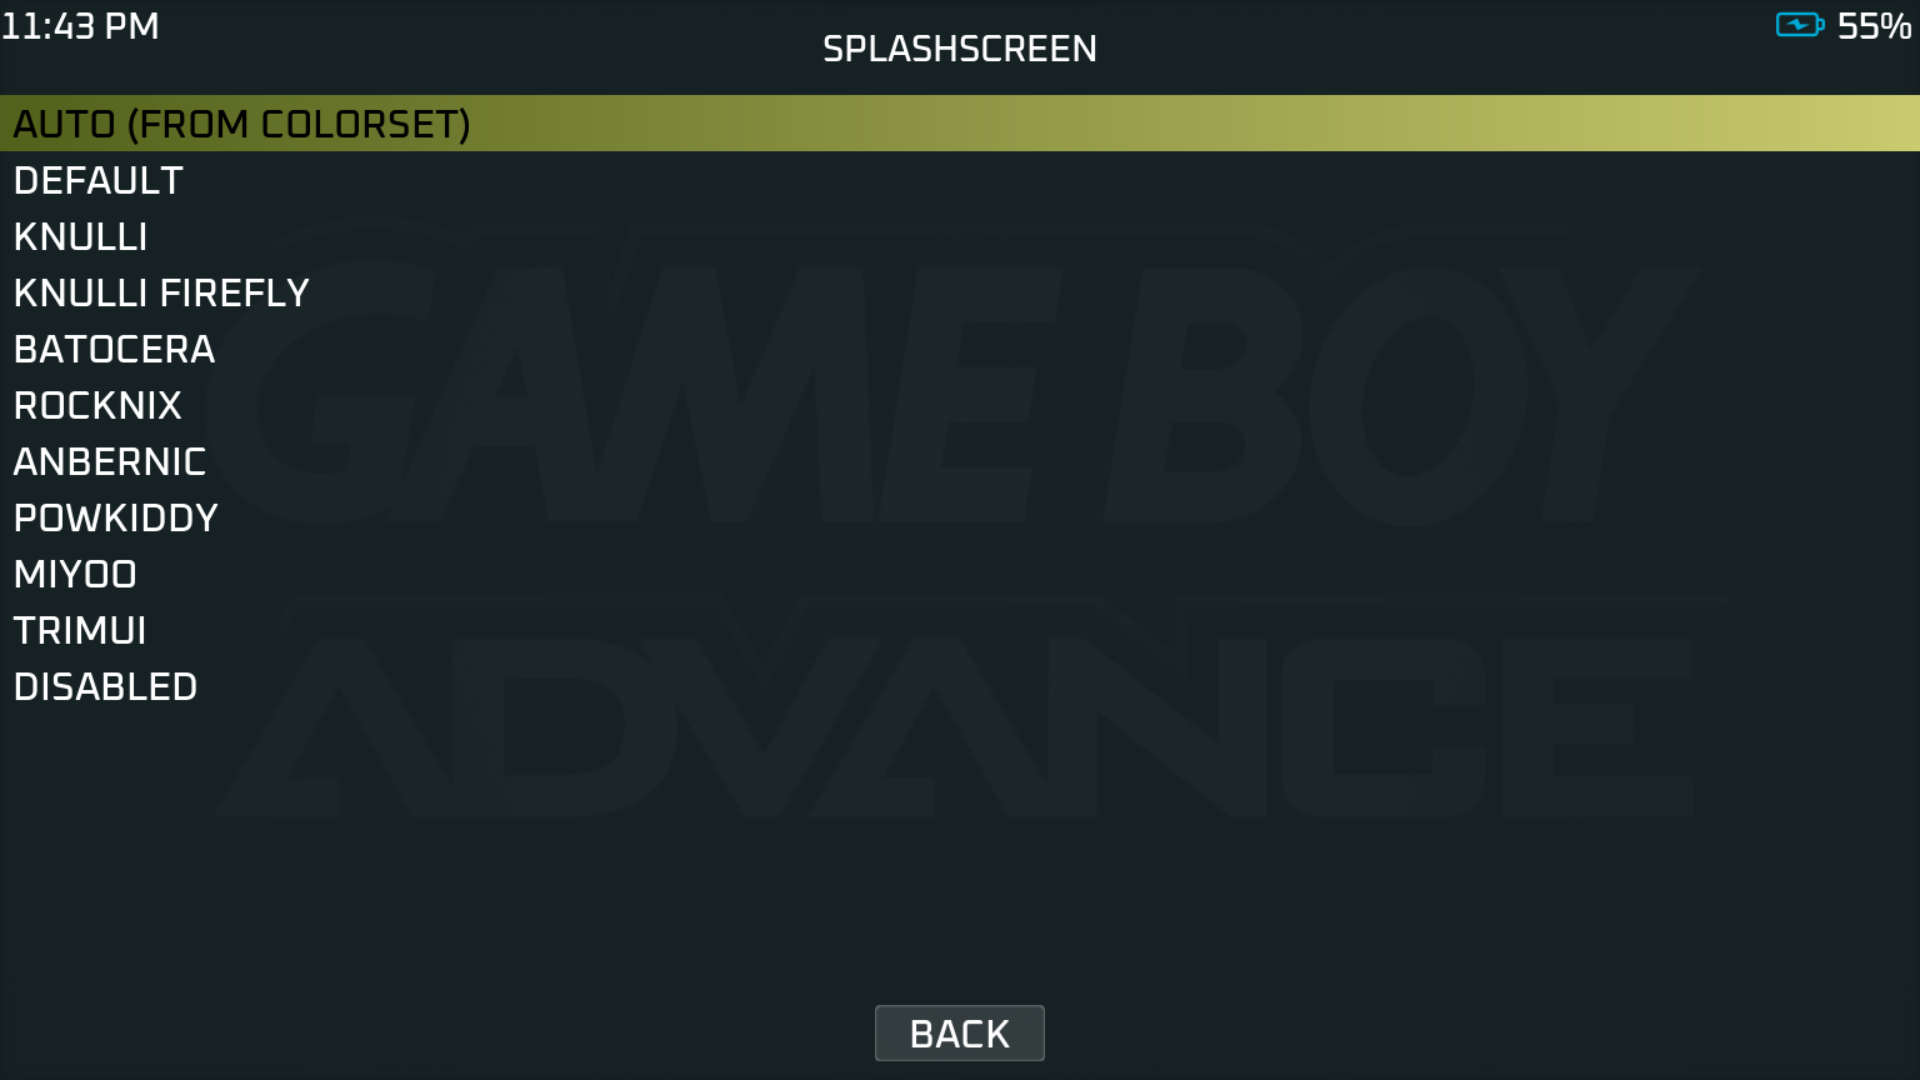 11:43 PM
55%
SPLASHSCREEN
AUTO (FROM COLORSET)
DEFAULT
KNULLI
KNULLI FIREFLY
BATOCERA
ROCKNIX
ANBERNIC
POWKIDDY
MIYOO
TRIMUI
DISABLED
GAME BOY
ADVANCE
BACK